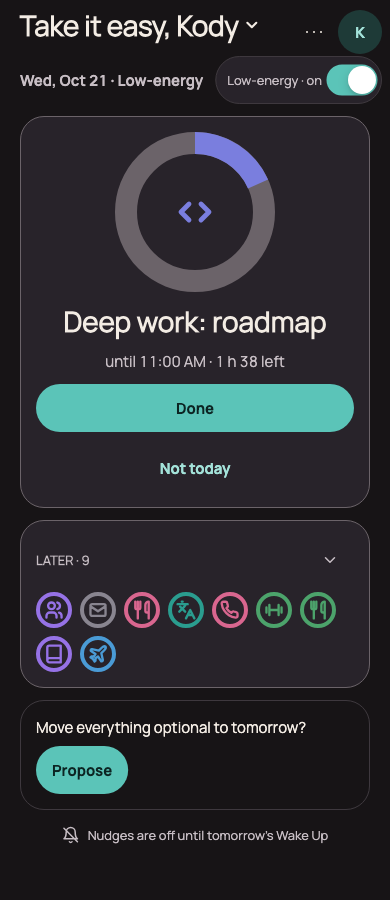 Take it easy, Kody
...
K
Wed, Oct 21 · Low-energy
Low-energy · on
Deep work: roadmap
until 11:00 AM · 1 h 38 left
Done
Not today
LATER · 9
Move everything optional to tomorrow?
Propose
Nudges are off until tomorrow's Wake Up